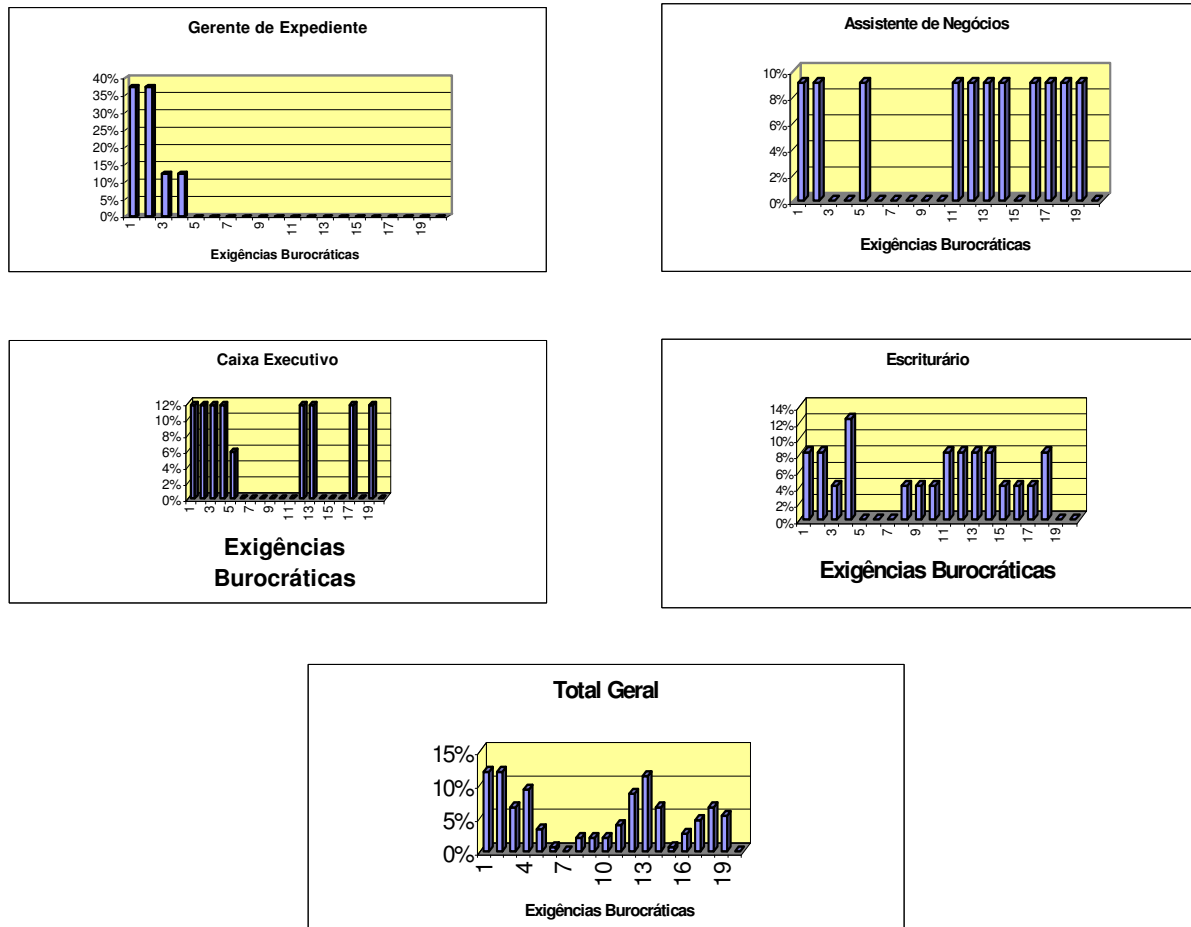 Gerente de Expediente
40%
35%
30%
25%
20%
15%
10%
5%
0%
1 3 5 7 9 11 13 15 17 19
Exigências Burocráticas
Assistente de Negócios
10%
8%
6%
4%
2%
0%
1 3 5 7 9 11 13 15 17 19
Exigências Burocráticas
Caixa Executivo
12%
10%
8%
6%
4%
2%
0%
1 3 5 7 9 11 13 15 17 19
Exigências
Burocráticas
Escriturário
14%
12%
10%
8%
6%
4%
2%
0%
1 3 5 7 9 11 13 15 17 19
Exigências Burocráticas
Total Geral
15%
10%
5%
0%
1 4 7 10 13 16 19
Exigências Burocráticas